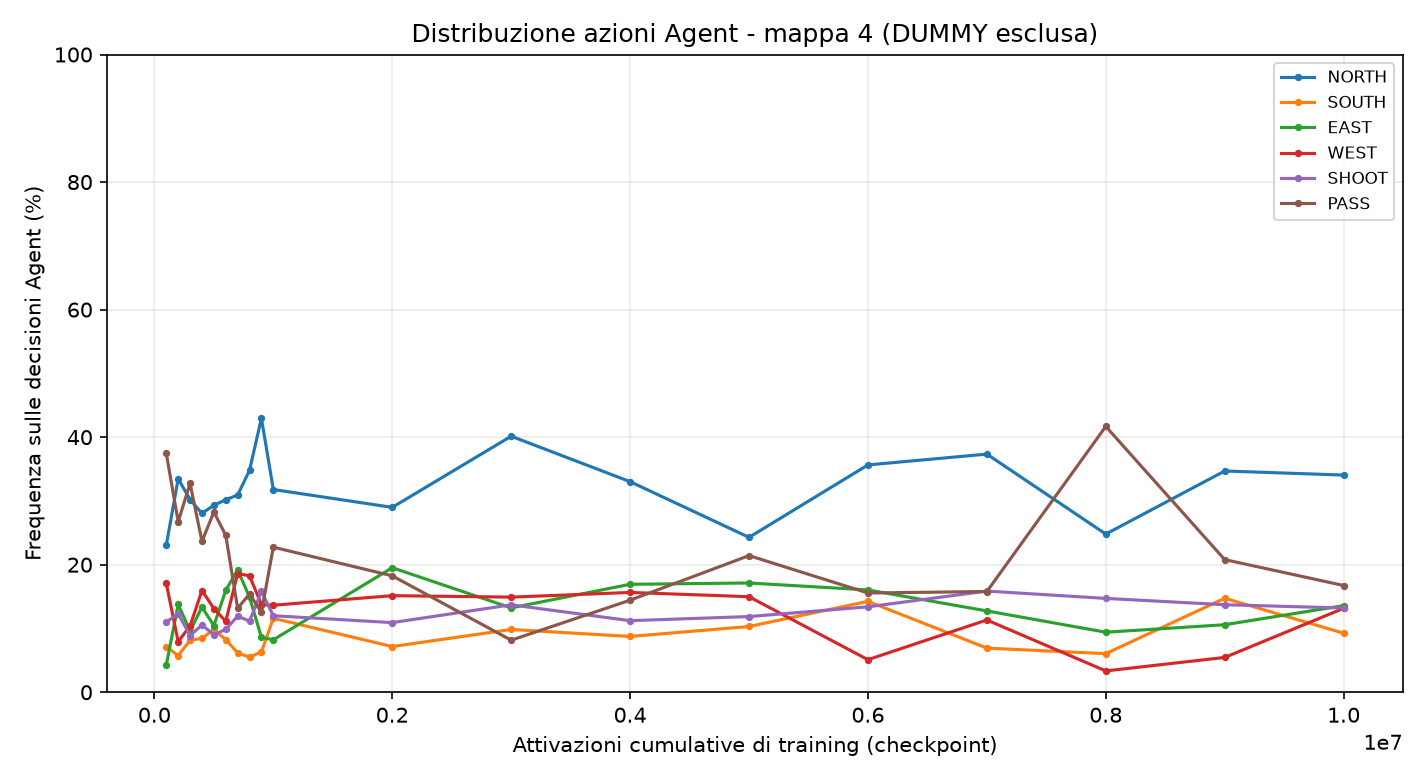 Distribuzione azioni Agent - mappa 4 (DUMMY esclusa)
Frequenza sulle decisioni Agent (%)
100
80
60
40
20
0
NORTH
SOUTH
EAST
WEST
SHOOT
PASS
0.0 0.2 0.4 0.6 0.8 1.0
1e7
Attivazioni cumulative di training (checkpoint)